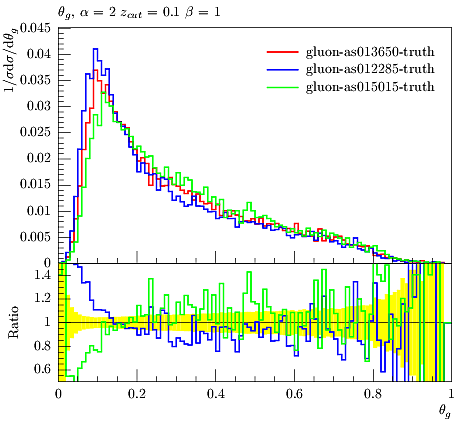 θg, α = 2 zcut = 0.1 β = 1
1/σdσ/dθg
0.045
0.04
0.035
0.03
0.025
0.02
0.015
0.01
0.005
0
gluon-as013650-truth
gluon-as012285-truth
gluon-as015015-truth
Ratio
1.4
1.2
1
0.8
0.6
0 0.2 0.4 0.6 0.8 1
θg